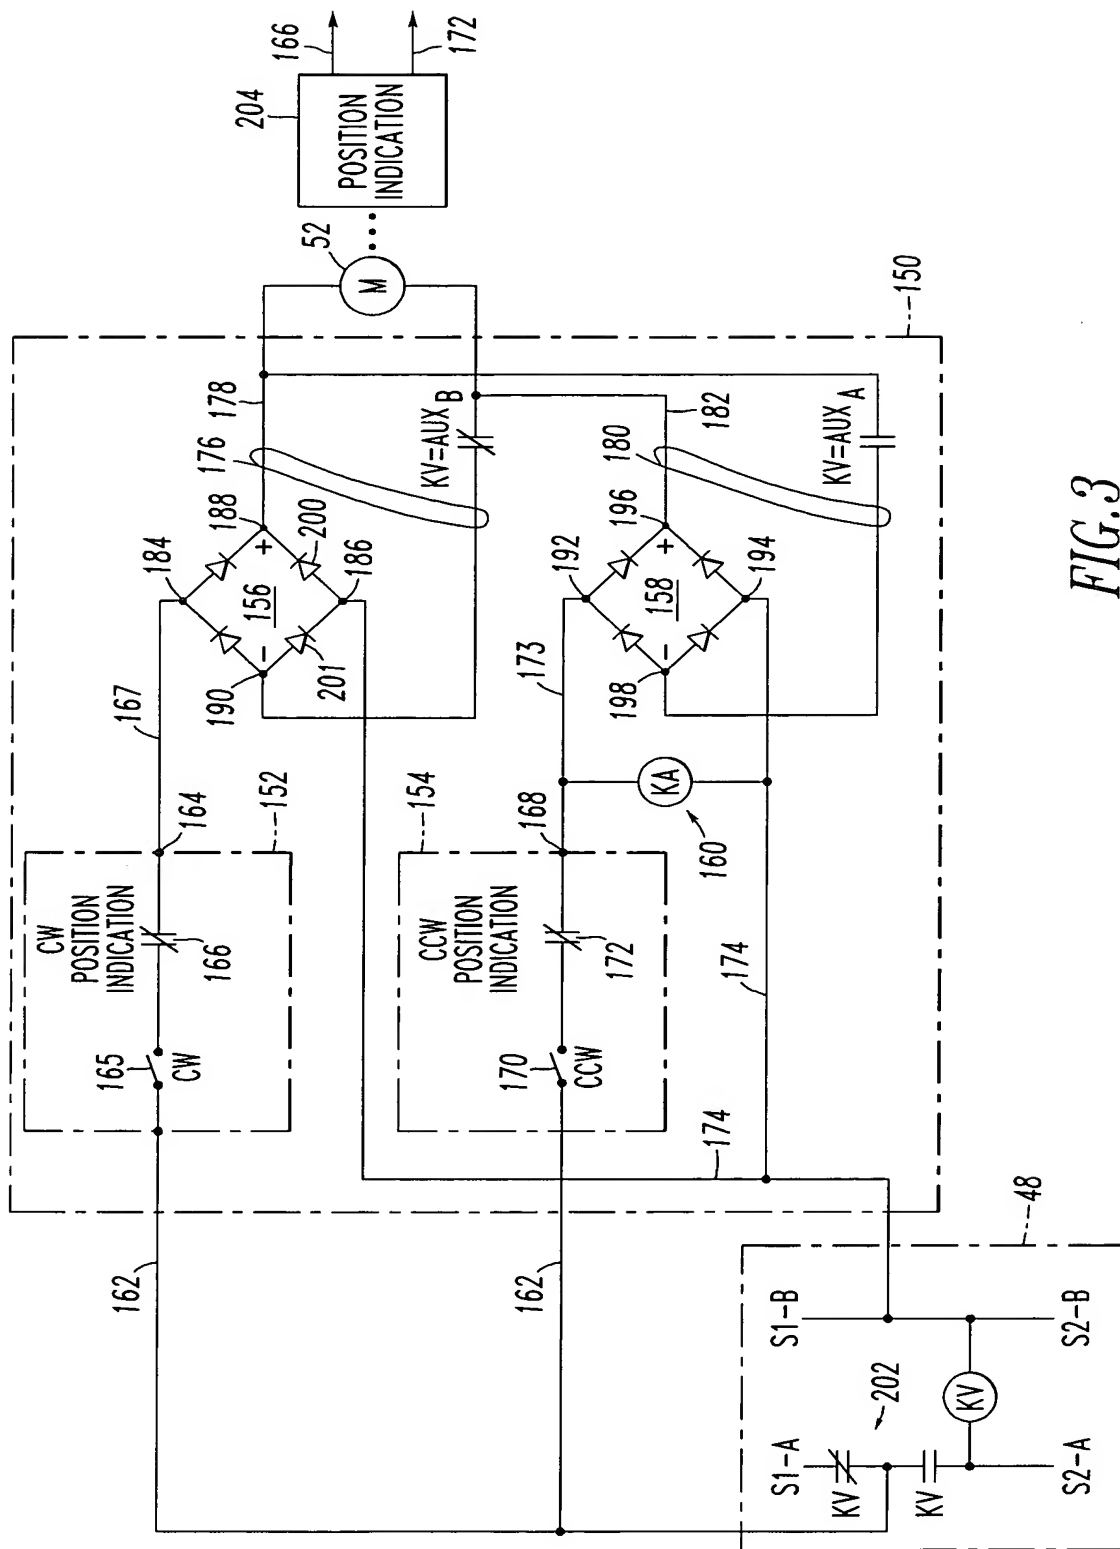 166
172
204
POSITION
INDICATION
52
M
150
178
176
188
184
200
156
186
190
201
167
+
-
KV=AUX
B
182
180
196
192
158
194
198
173
+
-
KV=AUX
A
164
152
CW
POSITION
INDICATION
166
165
CW
168
154
CCW
POSITION
INDICATION
172
170
CCW
KA
160
174
174
162
162
48
S1-B
S2-B
202
KV
S1-A
KV
KV
S2-A
FIG.3